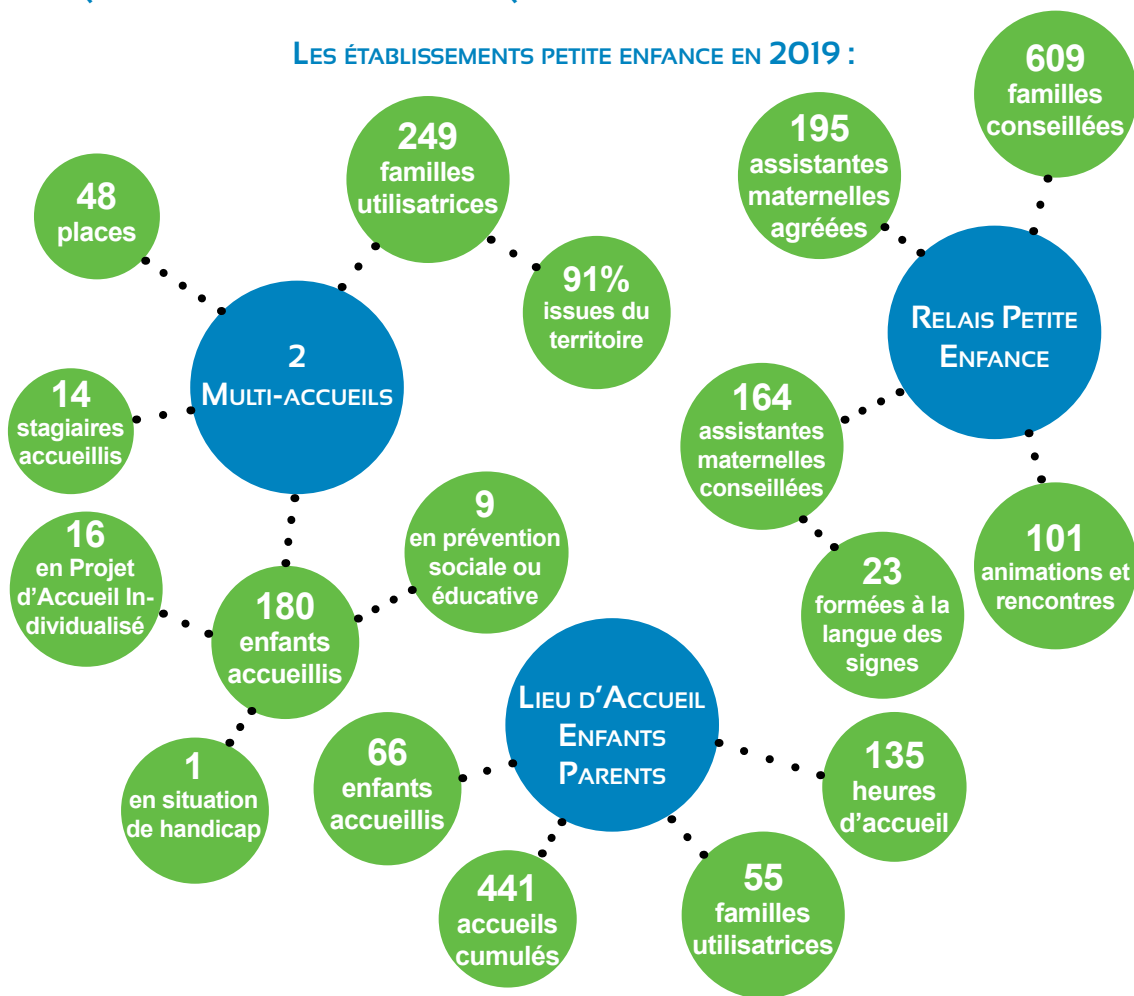 LES ÉTABLISSEMENTS PETITE ENFANCE EN 2019 :
609
familles
conseillées
195
assistantes
maternelles
agréées
249
familles
utilisatrices
48
places
91%
issues du
territoire
RELAIS PETITE
ENFANCE
2
MULTI-ACCUEILS
14
stagiaires
accueillis
164
assistantes
maternelles
conseillées
9
en prévention
sociale ou
éducative
16
en Projet
d'Accueil In-
dividualisé
180
enfants
accueillis
101
animations et
rencontres
23
formées à la
langue des
signes
LIEU D'ACCUEIL
ENFANTS
PARENTS
1
en situation
de handicap
66
enfants
accueillis
135
heures
d'accueil
441
accueils
cumulés
55
familles
utilisatrices